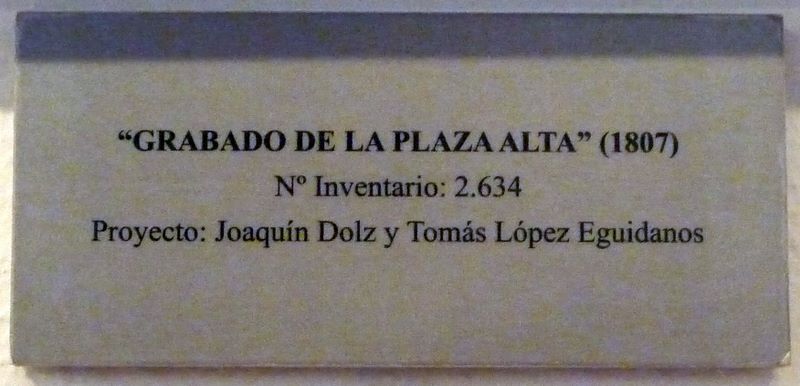 “GRABADO DE LA PLAZA ALTA” (1807)
Nº Inventario: 2.634
Proyecto: Joaquín Dolz y Tomás López Eguidanos